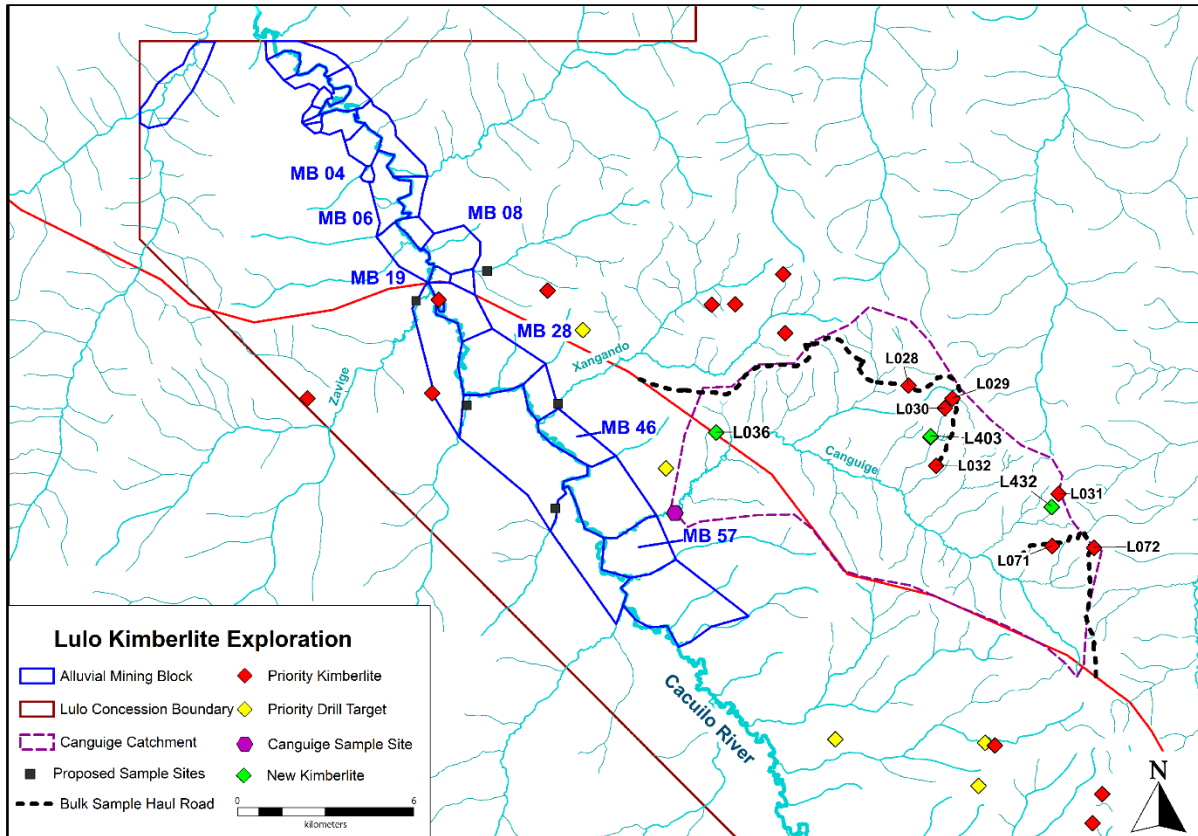 MB 04
MB 06
MB 08
MB 19
MB 28
Xangando
Zavige
L028
L029
L030
L036
L403
MB 46
Canguige
L032
L432
L031
MB 57
L071
L072
Cacuilo River
Lulo Kimberlite Exploration
Alluvial Mining Block
Priority Kimberlite
Lulo Concession Boundary
Priority Drill Target
Canguige Catchment
Canguige Sample Site
Proposed Sample Sites
New Kimberlite
Bulk Sample Haul Road
0
6
kilometers
N